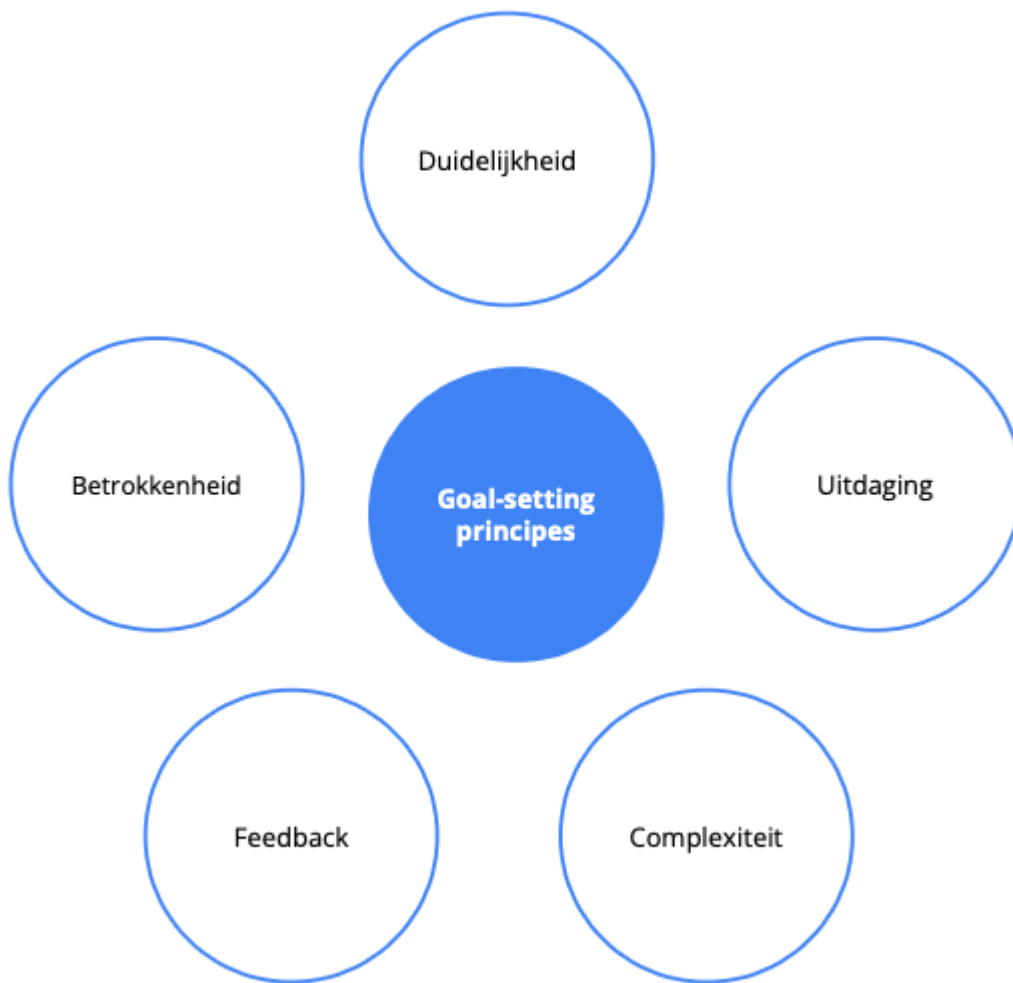 Duidelijkheid
Betrokkenheid
Goal-setting
principes
Uitdaging
Feedback
Complexiteit